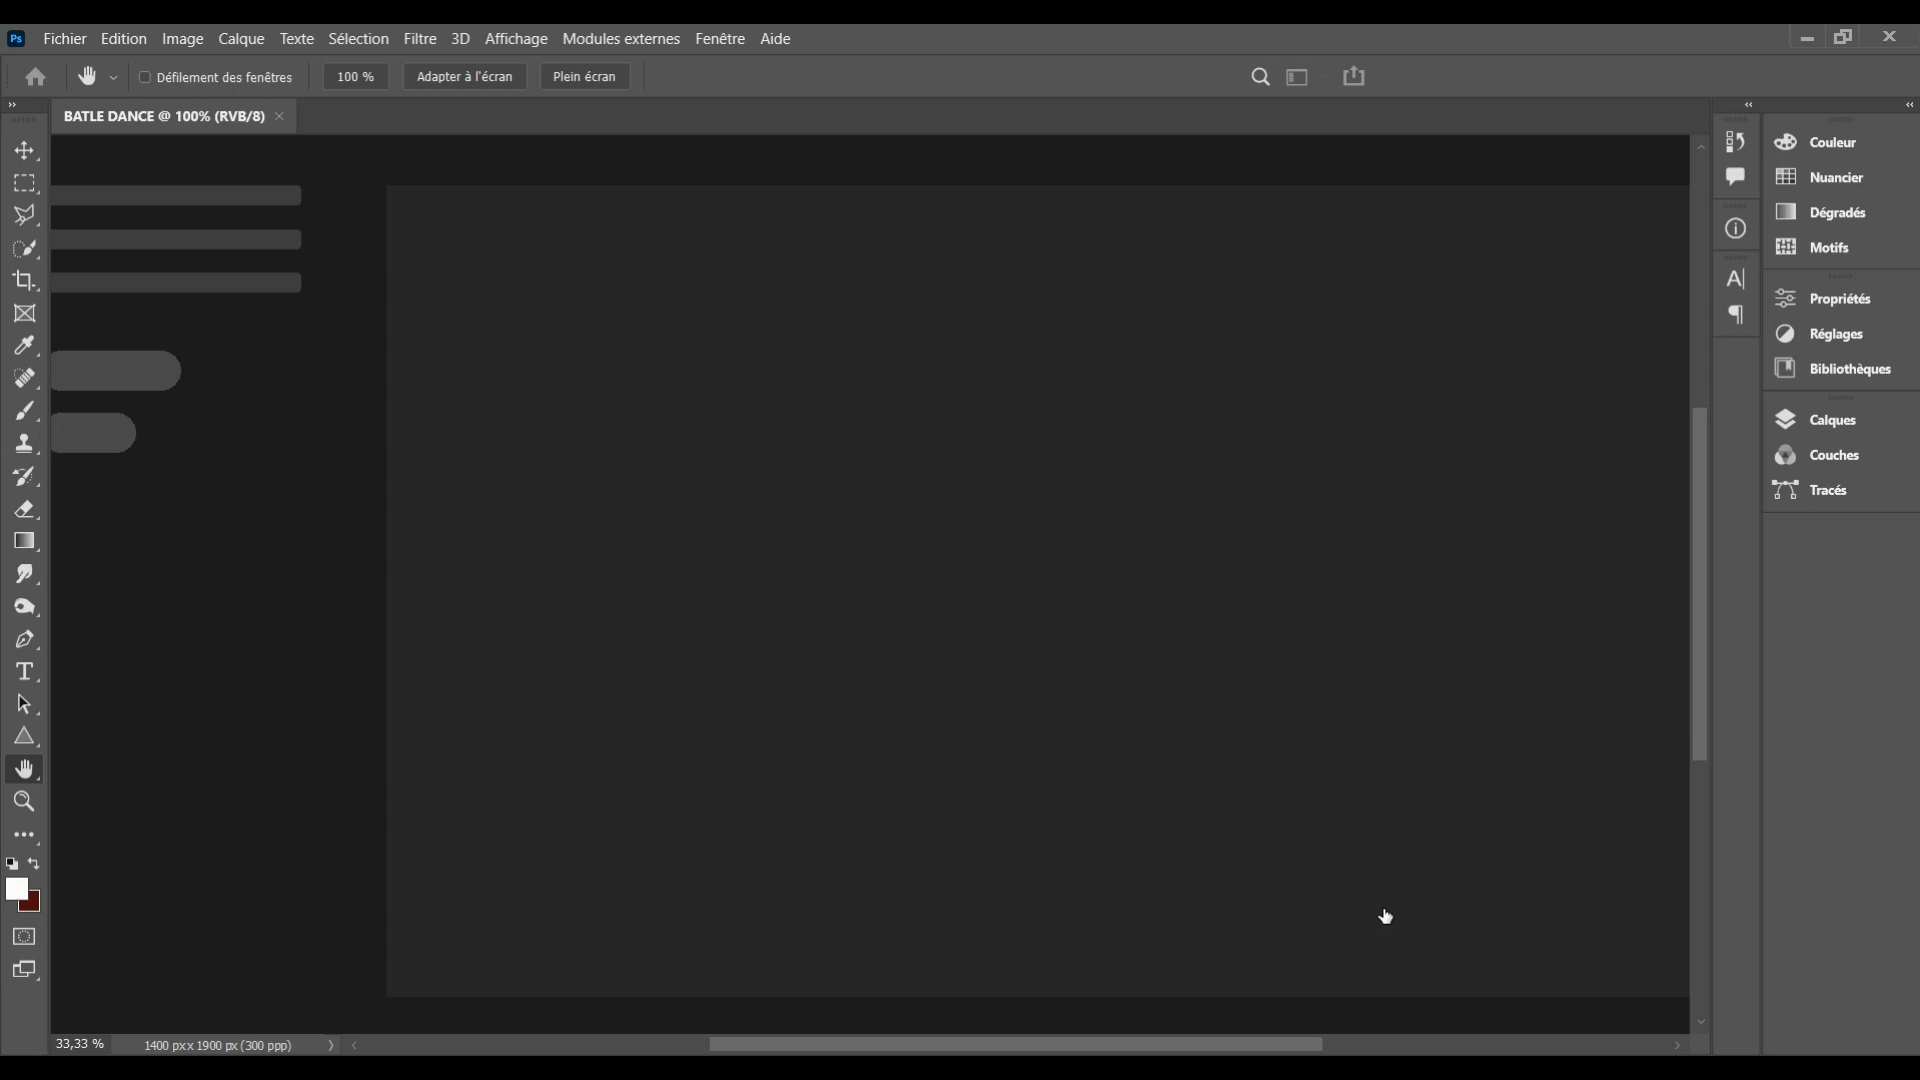 Ps Fichier Edition Image Calque Texte Sélection Filtre 3D Affichage Modules externes Fenêtre Aide
Défilement des fenêtres 100 % Adapter à l'écran Plein écran
BATLE DANCE @ 100% (RVB/8)
Couleur
Nuancier
Dégradés
Motifs
Propriétés
Réglages
Bibliothèques
Calques
Couches
Tracés
33,33 % 1400 px x 1900 px (300 ppp)